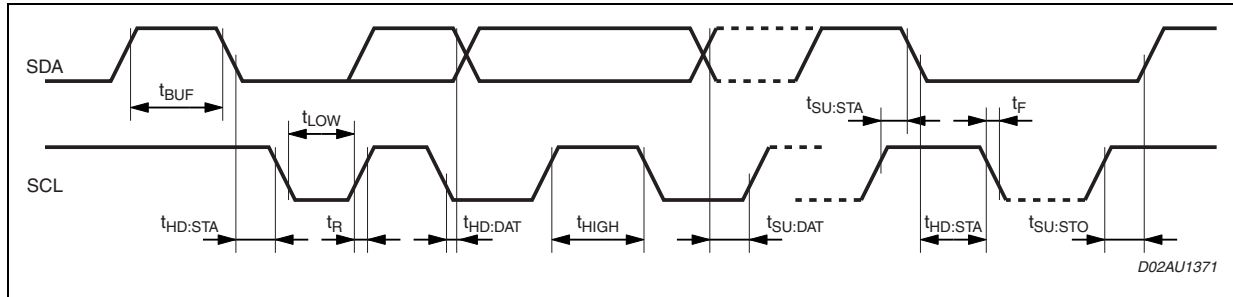 SDA
tBUF
tLOW
tSU:STA
tF
SCL
tHD:STA
tR
tHD:DAT
tHIGH
tSU:DAT
tHD:STA
tSU:STO
D02AU1371